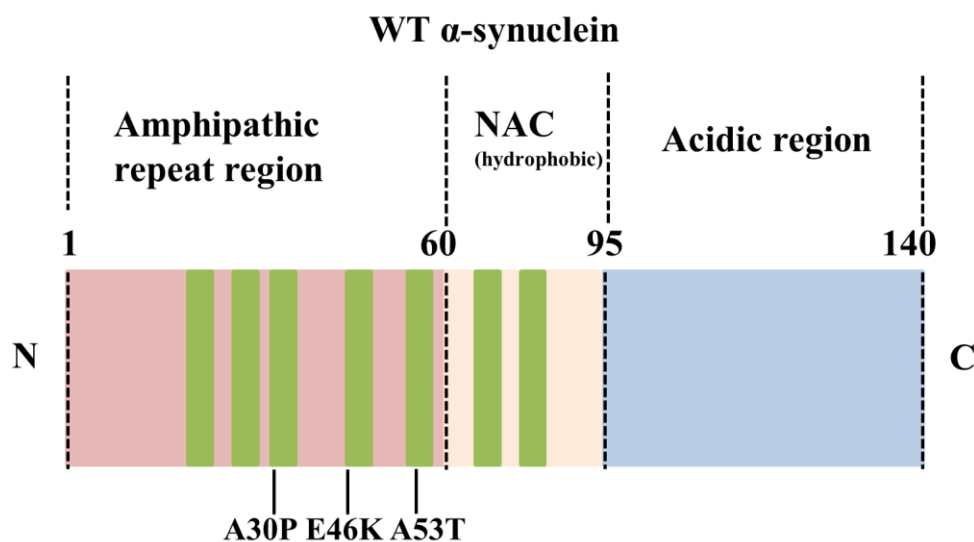 WT α-synuclein
Amphipathic
repeat region
NAC
(hydrophobic)
Acidic region
1
60
95
140
N
C
A30P
E46K
A53T